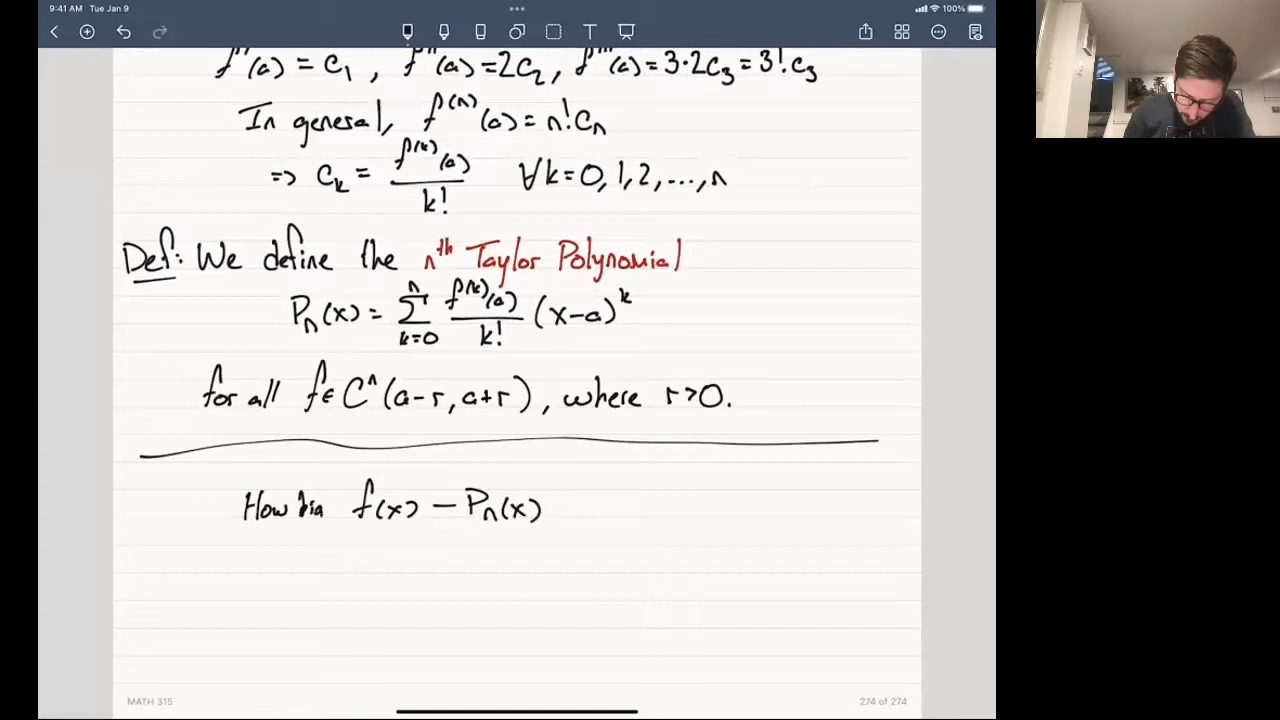 9:41 AM Tue Jan 9
100%
f'(a) = c₁ , f''(a) = 2c₂ , f'''(a) = 3·2c₃ = 3!c₃
In general, f⁽ⁿ⁾(a) = n!cₙ
=> cₖ = f⁽ᵏ⁾(a) / k! ∀k = 0, 1, 2, ..., n
Def: We define the nᵗʰ Taylor Polynomial
Pₙ(x) = ∑ₖ₌₀ⁿ f⁽ᵏ⁾(a) / k! (x-a)ᵏ
for all f ∈ Cⁿ(a-r, a+r), where r>0.
How f(x) - Pₙ(x)
MATH 315
274 of 274